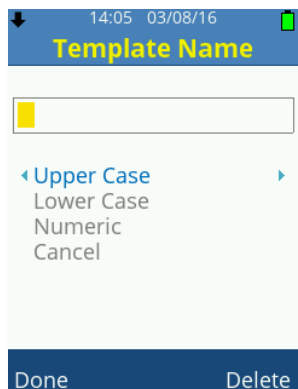 14:05 03/08/16
Template Name
Upper Case
Lower Case
Numeric
Cancel
Done Delete